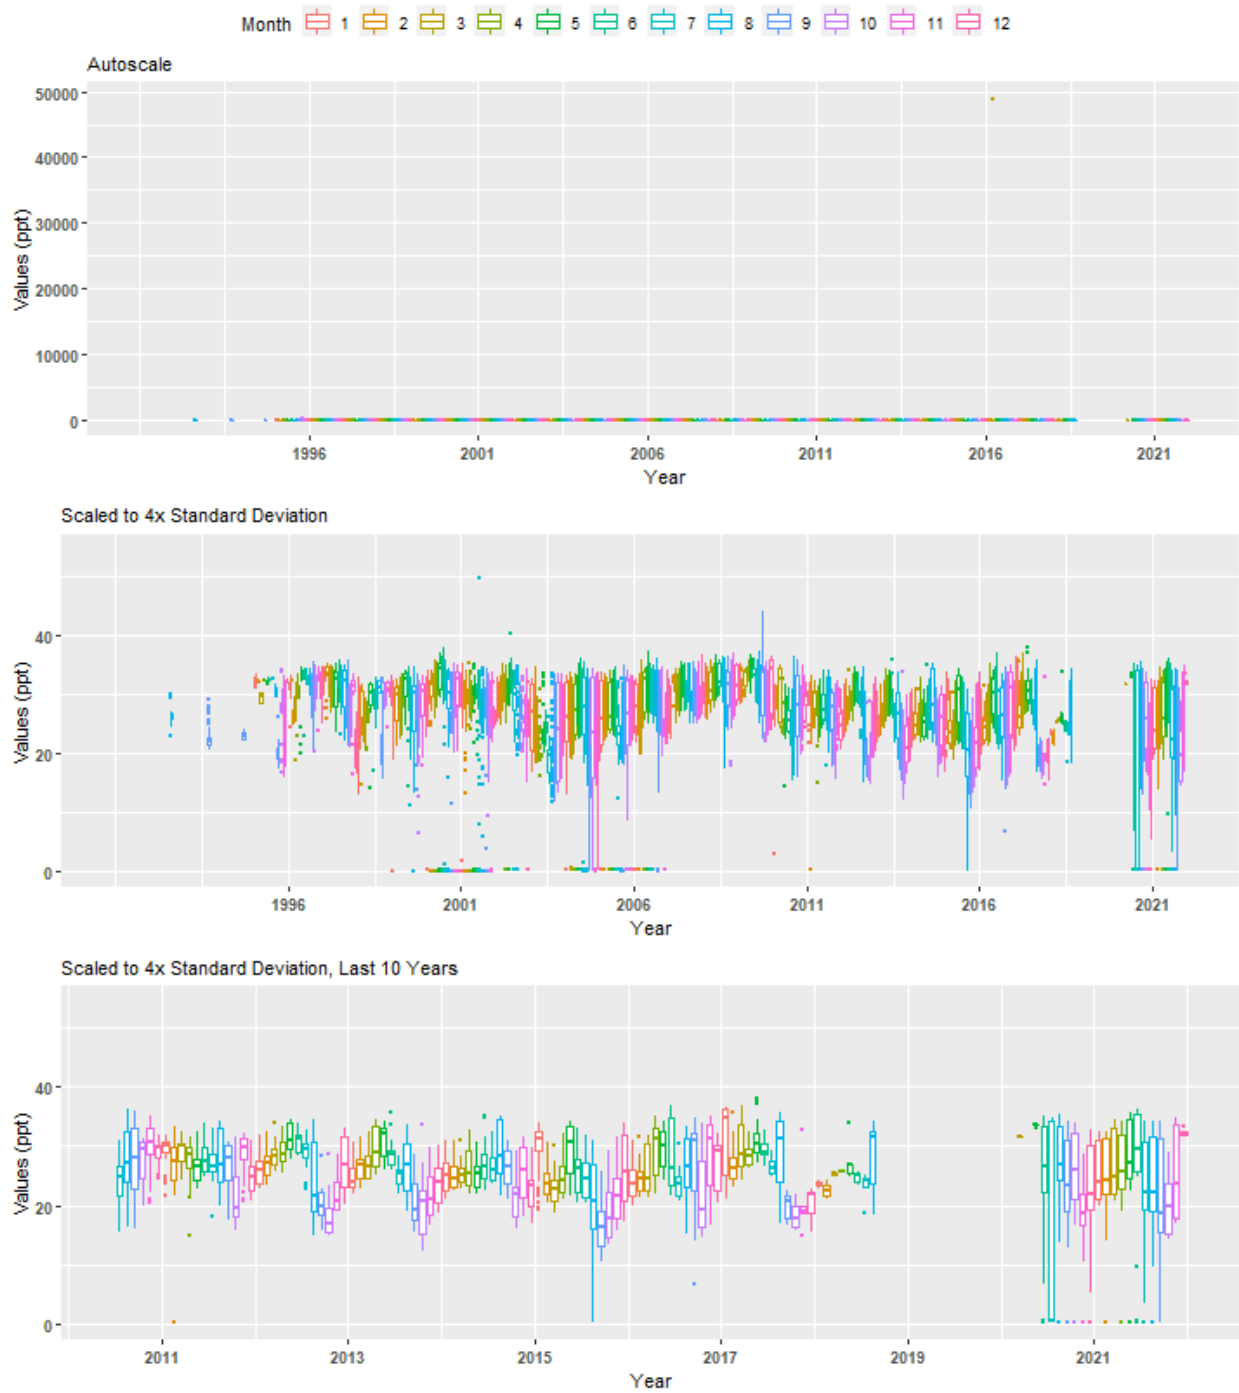 Month 1 2 3 4 5 6 7 8 9 10 11 12
Autoscale
50000
40000
30000
20000
10000
0
Values (ppt)
1996 2001 2006 2011 2016 2021
Year
Scaled to 4x Standard Deviation
40
20
0
Values (ppt)
1996 2001 2006 2011 2016 2021
Year
Scaled to 4x Standard Deviation, Last 10 Years
40
20
0
Values (ppt)
2011 2013 2015 2017 2019 2021
Year